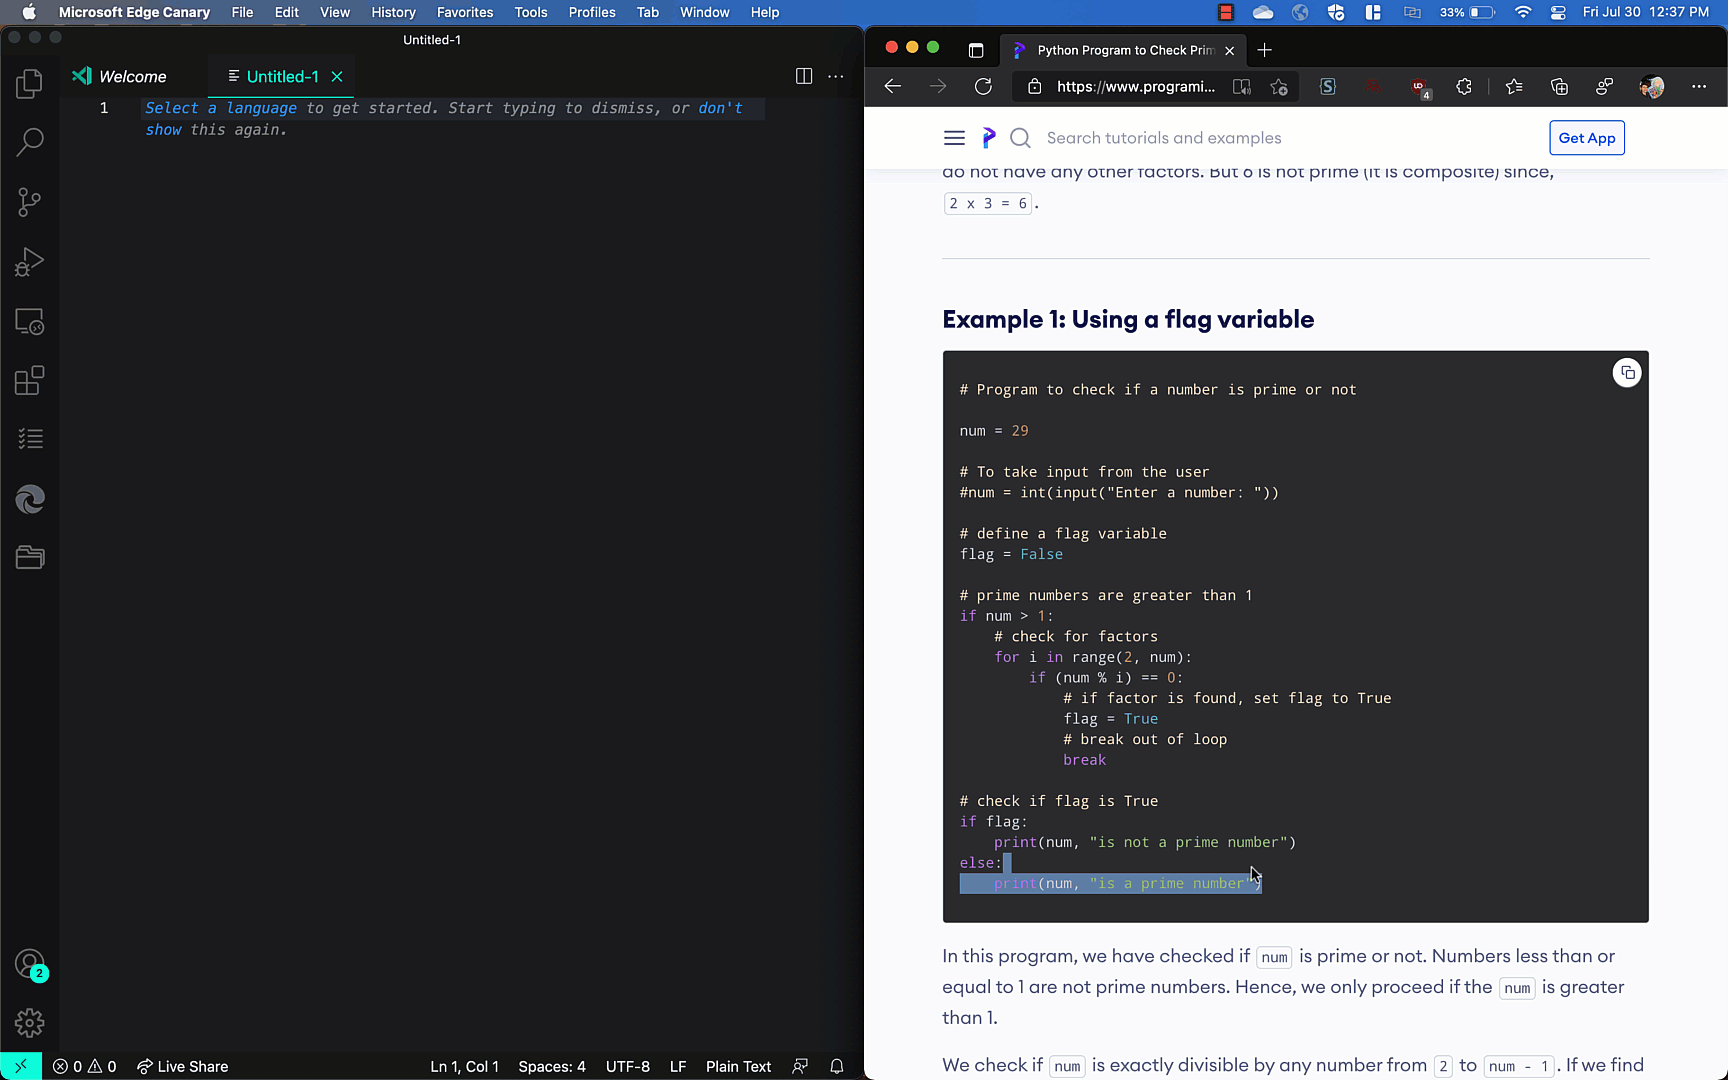 Microsoft Edge Canary File Edit View History Favorites Tools Profiles Tab Window Help 33% Fri Jul 30 12:37 PM
Untitled-1
Welcome Untitled-1
1 Select a language to get started. Start typing to dismiss, or don't
show this again.
2
0 0 Live Share Ln 1, Col 1 Spaces: 4 UTF-8 LF Plain Text
Python Program to Check Prim
https://www.programi... 4
Search tutorials and examples Get App
do not have any other factors. But 6 is not prime (it is composite) since,
2 x 3 = 6 .
Example 1: Using a flag variable
# Program to check if a number is prime or not
num = 29
# To take input from the user
#num = int(input("Enter a number: "))
# define a flag variable
flag = False
# prime numbers are greater than 1
if num > 1:
# check for factors
for i in range(2, num):
if (num % i) == 0:
# if factor is found, set flag to True
flag = True
# break out of loop
break
# check if flag is True
if flag:
print(num, "is not a prime number")
else:
print(num, "is a prime number")
In this program, we have checked if num is prime or not. Numbers less than or
equal to 1 are not prime numbers. Hence, we only proceed if the num is greater
than 1.
We check if num is exactly divisible by any number from 2 to num - 1 . If we find